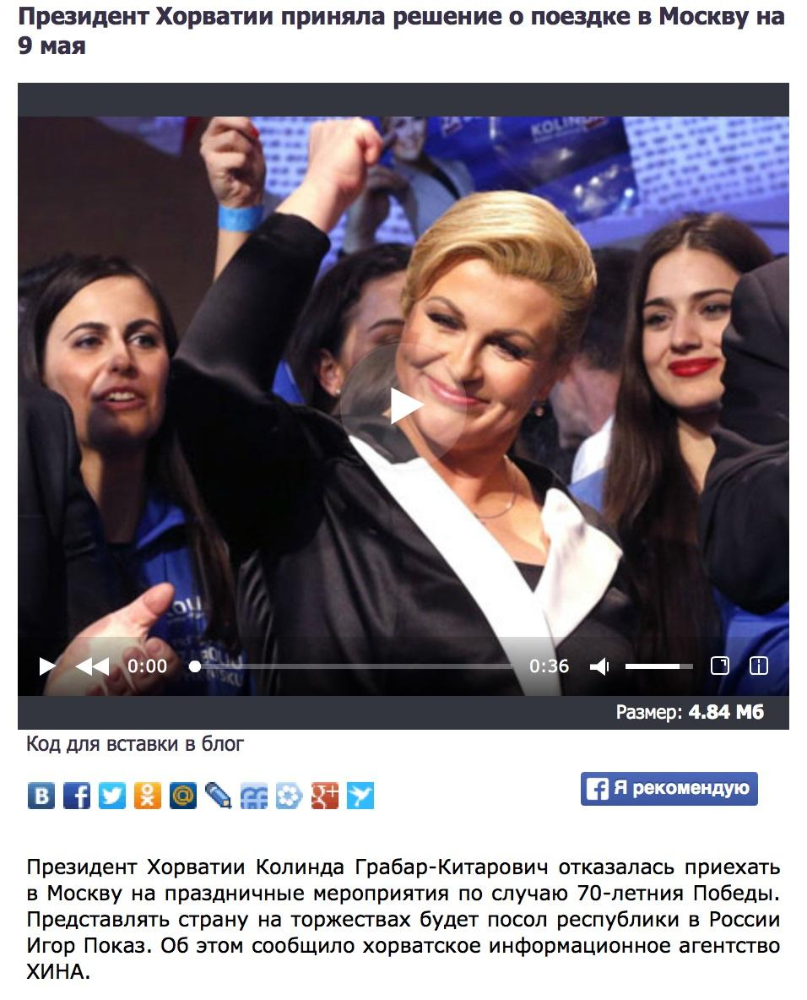 Президент Хорватии приняла решение о поездке в Москву на
9 мая
KOLIN
0:00
0:36
Размер: 4.84 Мб
Код для вставки в блог
Я рекомендую
Президент Хорватии Колинда Грабар-Китарович отказалась приехать
в Москву на праздничные мероприятия по случаю 70-летния Победы.
Представлять страну на торжествах будет посол республики в России
Игор Показ. Об этом сообщило хорватское информационное агентство
ХИНА.